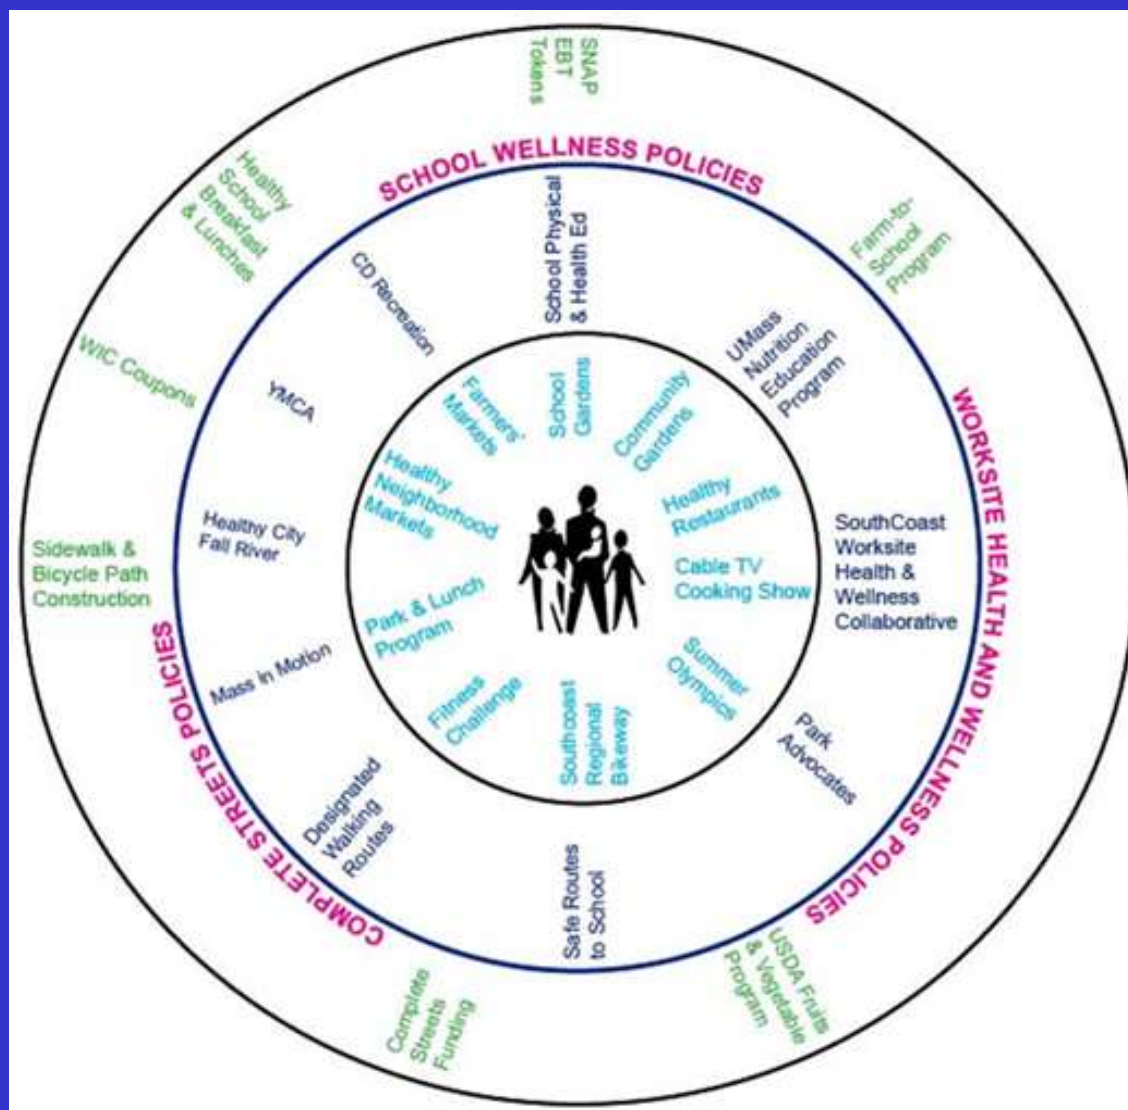 SNAP
EBT
Tokens
SCHOOL WELLNESS POLICIES
Healthy
School
Breakfast
& Lunches
Farm-to-
School
Program
WIC Coupons
Sidewalk &
Bicycle Path
Construction
COMPLETE STREETS POLICIES
WORKSITE HEALTH AND WELLNESS POLICIES
Complete
Streets
Funding
USDA Fruits
& Vegetable
Program
School Physical
& Health Ed
CD Recreation
UMass
Nutrition
Education
Program
YMCA
Healthy City
Fall River
SouthCoast
Worksite
Health &
Wellness
Collaborative
Mass in Motion
Park
Advocates
Designated
Walking
Routes
Safe Routes
to School
Farmers'
Markets
School
Gardens
Community
Gardens
Healthy
Neighborhood
Markets
Healthy
Restaurants
Cable TV
Cooking Show
Park & Lunch
Program
Summer
Olympics
Fitness
Challenge
Southcoast
Regional
Bikeway